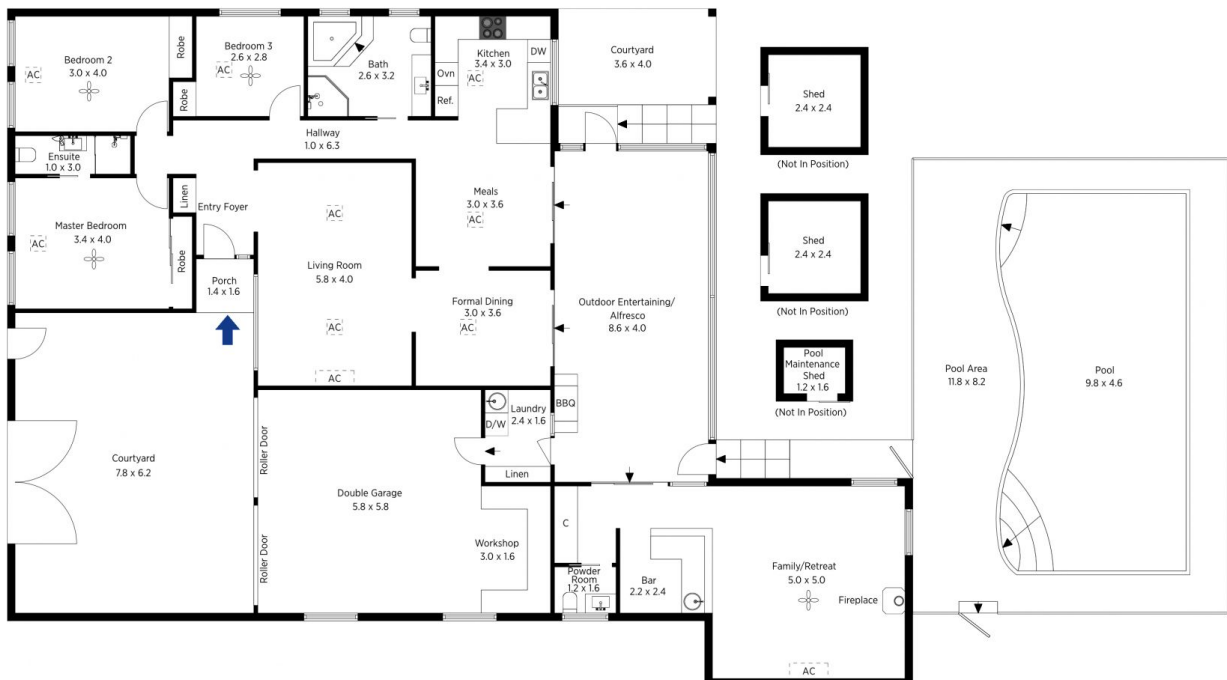 Bedroom 2
3.0 x 4.0
AC
Robe
Robe
Bedroom 3
2.6 x 2.8
AC
Bath
2.6 x 3.2
Kitchen
3.4 x 3.0
AC
Ovn
Ref.
DW
Courtyard
3.6 x 4.0
Shed
2.4 x 2.4
(Not In Position)
Hallway
1.0 x 6.3
Ensuite
1.0 x 3.0
Linen
Entry Foyer
Master Bedroom
3.4 x 4.0
AC
Robe
Porch
1.4 x 1.6
AC
Living Room
5.8 x 4.0
AC
AC
Meals
3.0 x 3.6
AC
Formal Dining
3.0 x 3.6
AC
Outdoor Entertaining/
Alfresco
8.6 x 4.0
BBQ
Shed
2.4 x 2.4
(Not In Position)
Pool
Maintenance
Shed
1.2 x 1.6
(Not In Position)
Pool Area
11.8 x 8.2
Pool
9.8 x 4.6
Courtyard
7.8 x 6.2
Roller Door
Roller Door
Double Garage
5.8 x 5.8
Laundry
2.4 x 1.6
D/W
Linen
Workshop
3.0 x 1.6
C
Powder
Room
1.2 x 1.6
Bar
2.2 x 2.4
Family/Retreat
5.0 x 5.0
Fireplace
AC